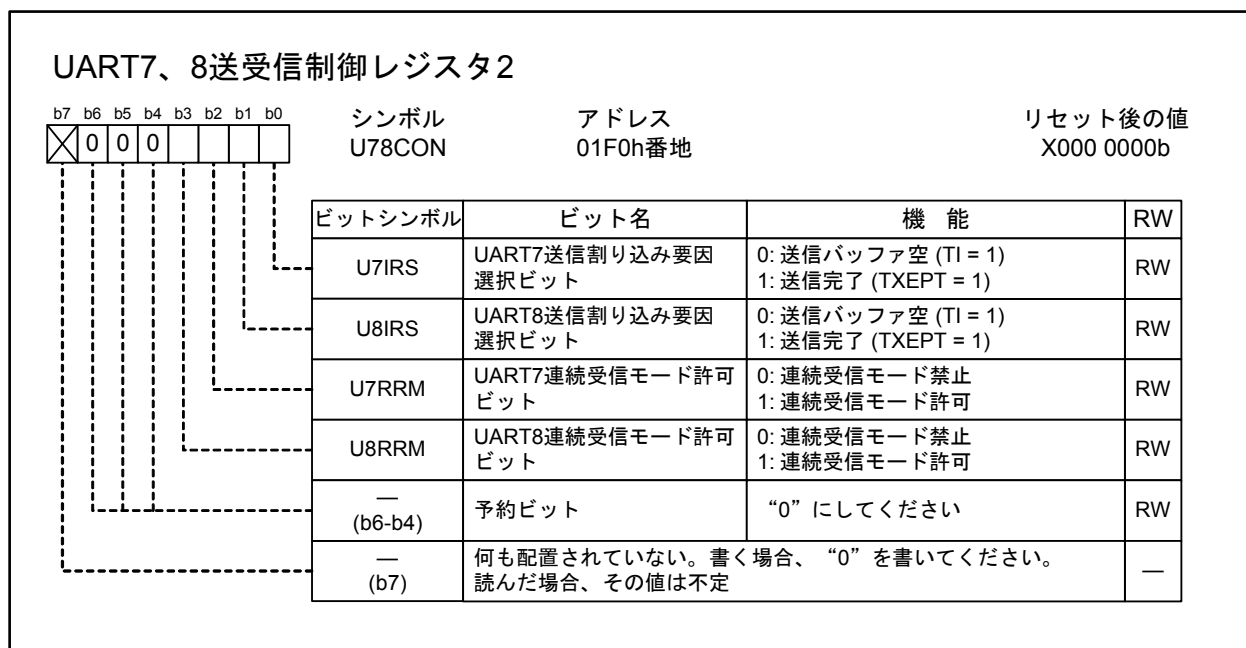 UART7、8送受信制御レジスタ2
b7 b6 b5 b4 b3 b2 b1 b0
0 0 0
シンボル アドレス リセット後の値
U78CON 01F0h番地 X000 0000b
ビットシンボル ビット名 機 能 RW
U7IRS UART7送信割り込み要因 0: 送信バッファ空 (TI = 1) RW
選択ビット 1: 送信完了 (TXEPT = 1)
U8IRS UART8送信割り込み要因 0: 送信バッファ空 (TI = 1) RW
選択ビット 1: 送信完了 (TXEPT = 1)
U7RRM UART7連続受信モード許可 0: 連続受信モード禁止 RW
ビット 1: 連続受信モード許可
U8RRM UART8連続受信モード許可 0: 連続受信モード禁止 RW
ビット 1: 連続受信モード許可
— 予約ビット “0”にしてください RW
(b6-b4)
— 何も配置されていない。書く場合、“0”を書いてください。 —
(b7) 読んだ場合、その値は不定